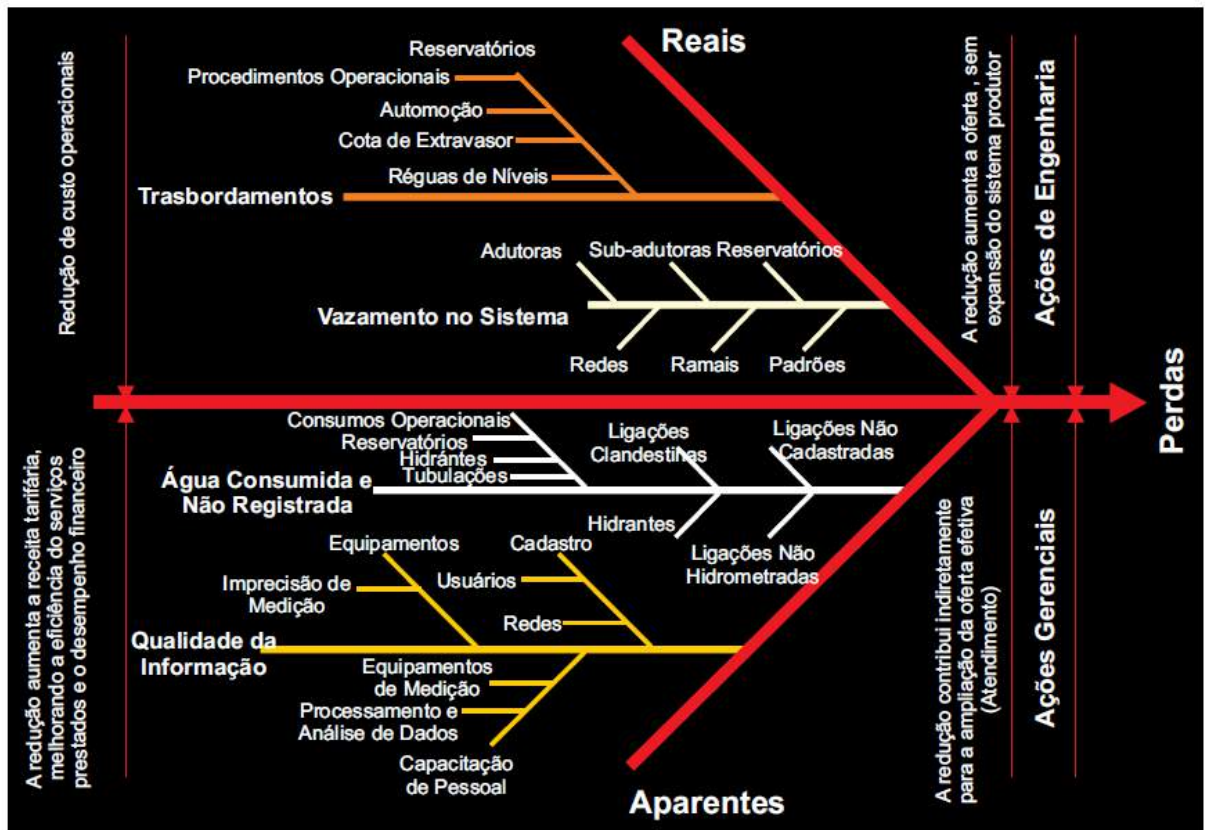 Reais
Reservatórios
Procedimentos Operacionais
Automoção
Cota de Extravasor
Réguas de Níveis
Trasbordamentos
Adutoras
Sub-adutoras
Reservatórios
Vazamento no Sistema
Redes
Ramais
Padrões
Redução de custo operacionais
A redução aumenta a oferta , sem
expansão do sistema produtor
Ações de Engenharia
Perdas
Consumos Operacionais
Reservatórios
Hidrántes
Tubulações
Ligações
Clandestinas
Ligações Não
Cadastradas
Água Consumida e
Não Registrada
Hidrantes
Ligações Não
Hidrometradas
Equipamentos
Imprecisão de
Medição
Cadastro
Usuários
Redes
Qualidade da
Informação
Equipamentos
de Medição
Processamento e
Análise de Dados
Capacitação
de Pessoal
Aparentes
A redução aumenta a receita tarifária,
melhorando a eficiência do serviços
prestados e o desempenho financeiro
A redução contribui indiretamente
para a ampliação da oferta efetiva
(Atendimento)
Ações Gerenciais